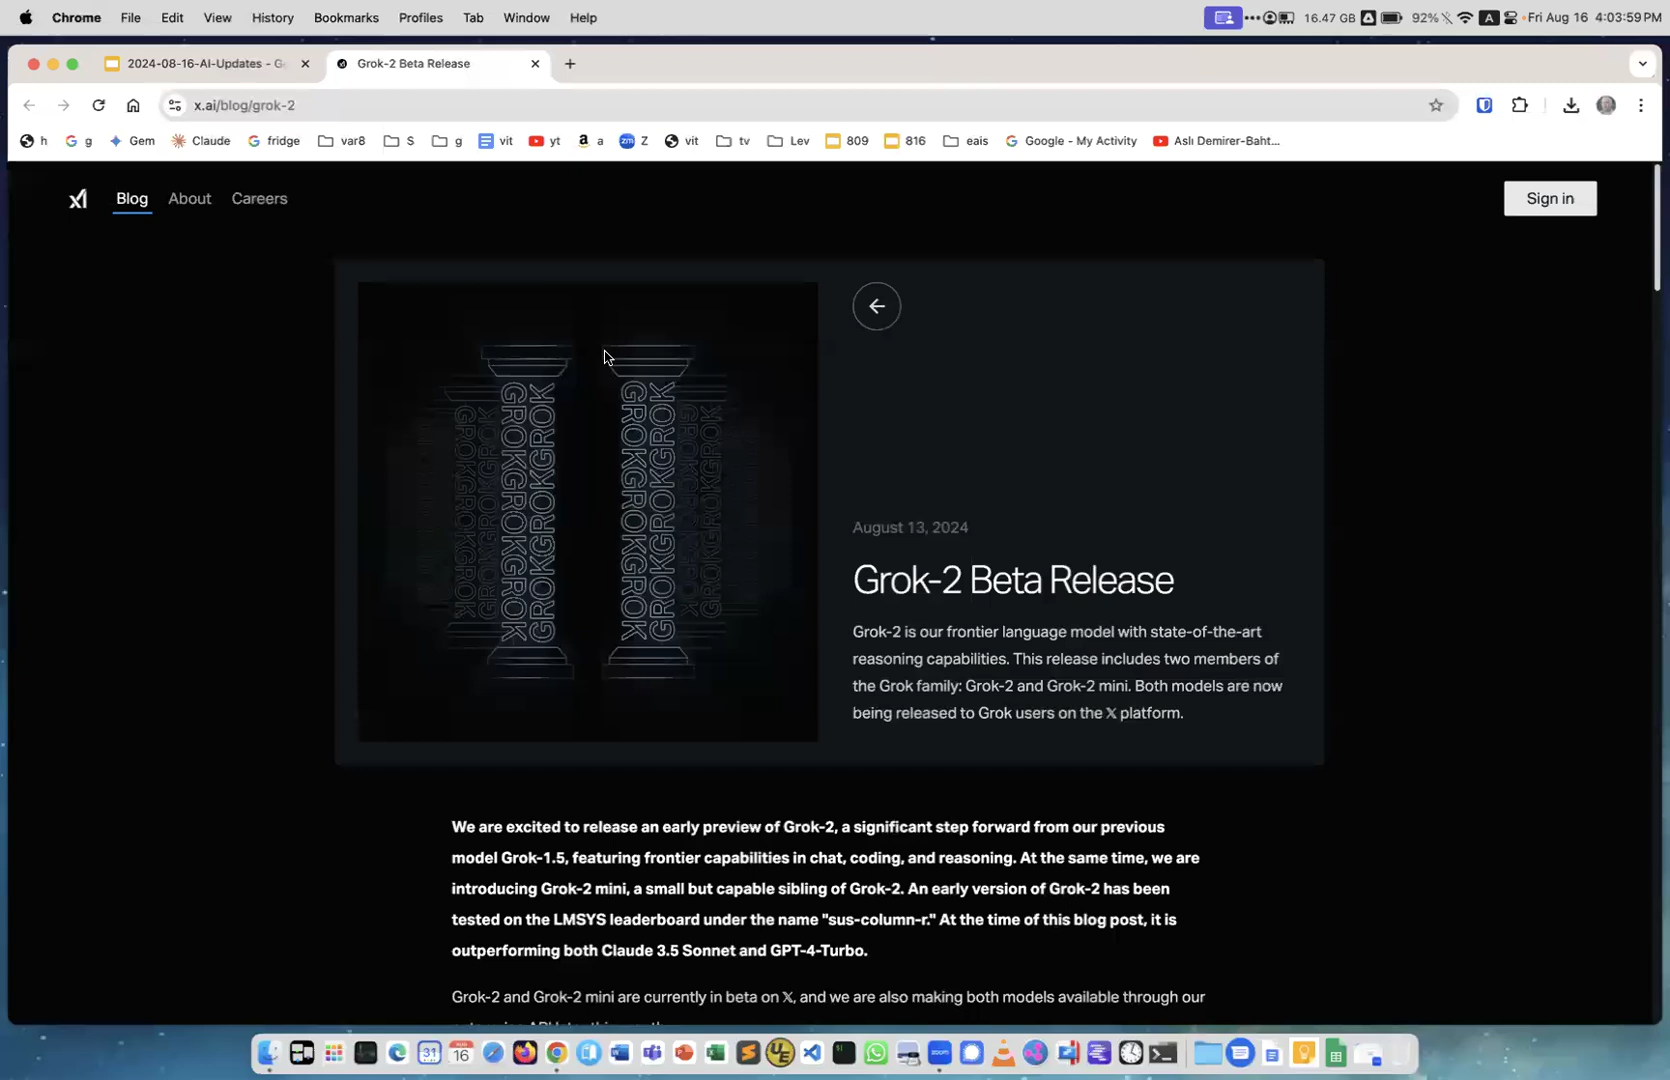 Chrome File Edit View History Bookmarks Profiles Tab Window Help 16.47 GB 92% A Fri Aug 16 4:03:59 PM
2024-08-16-AI-Updates - G Grok-2 Beta Release
x.ai/blog/grok-2
h g Gem Claude fridge var8 S g vit yt a Z vit tv Lev 809 816 eais Google - My Activity Aslı Demirer-Baht...
Blog About Careers Sign in
GROKGROK GROKGROK
August 13, 2024
Grok-2 Beta Release
Grok-2 is our frontier language model with state-of-the-art
reasoning capabilities. This release includes two members of
the Grok family: Grok-2 and Grok-2 mini. Both models are now
being released to Grok users on the 𝕏 platform.
We are excited to release an early preview of Grok-2, a significant step forward from our previous
model Grok-1.5, featuring frontier capabilities in chat, coding, and reasoning. At the same time, we are
introducing Grok-2 mini, a small but capable sibling of Grok-2. An early version of Grok-2 has been
tested on the LMSYS leaderboard under the name "sus-column-r." At the time of this blog post, it is
outperforming both Claude 3.5 Sonnet and GPT-4-Turbo.
Grok-2 and Grok-2 mini are currently in beta on 𝕏, and we are also making both models available through our